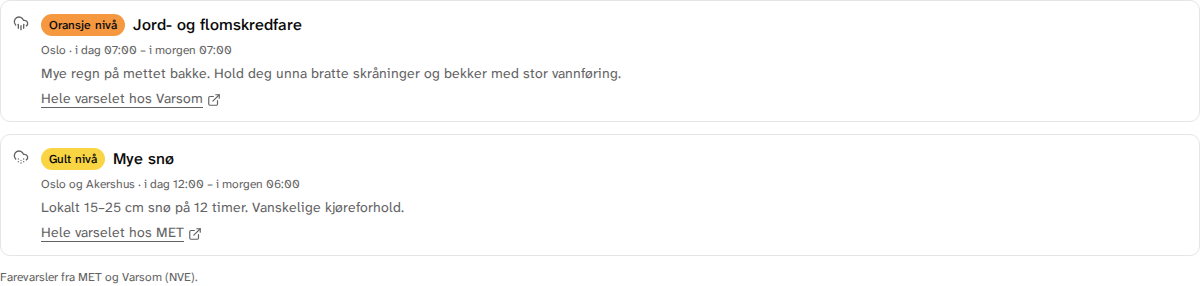 Oransje nivå Jord- og flomskredfare
Oslo · i dag 07:00 – i morgen 07:00
Mye regn på mettet bakke. Hold deg unna bratte skråninger og bekker med stor vannføring.
Hele varselet hos Varsom
Gult nivå Mye snø
Oslo og Akershus · i dag 12:00 – i morgen 06:00
Lokalt 15–25 cm snø på 12 timer. Vanskelige kjøreforhold.
Hele varselet hos MET
Farevarsler fra MET og Varsom (NVE).